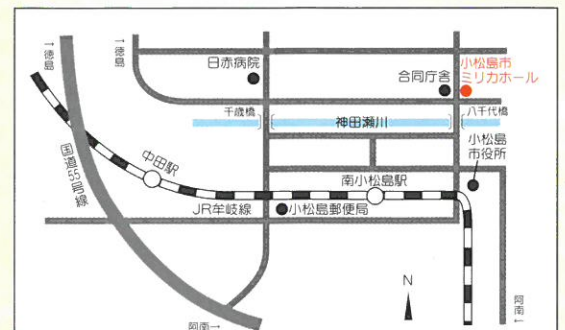 ↑徳島
↑徳島
日赤病院
合同庁舎
小松島市
ミリカホール
千歳橋
神田瀬川
八千代橋
国道55号線
中田駅
南小松島駅
小松島
市役所
JR牟岐線
小松島郵便局
N
阿南→
阿南→